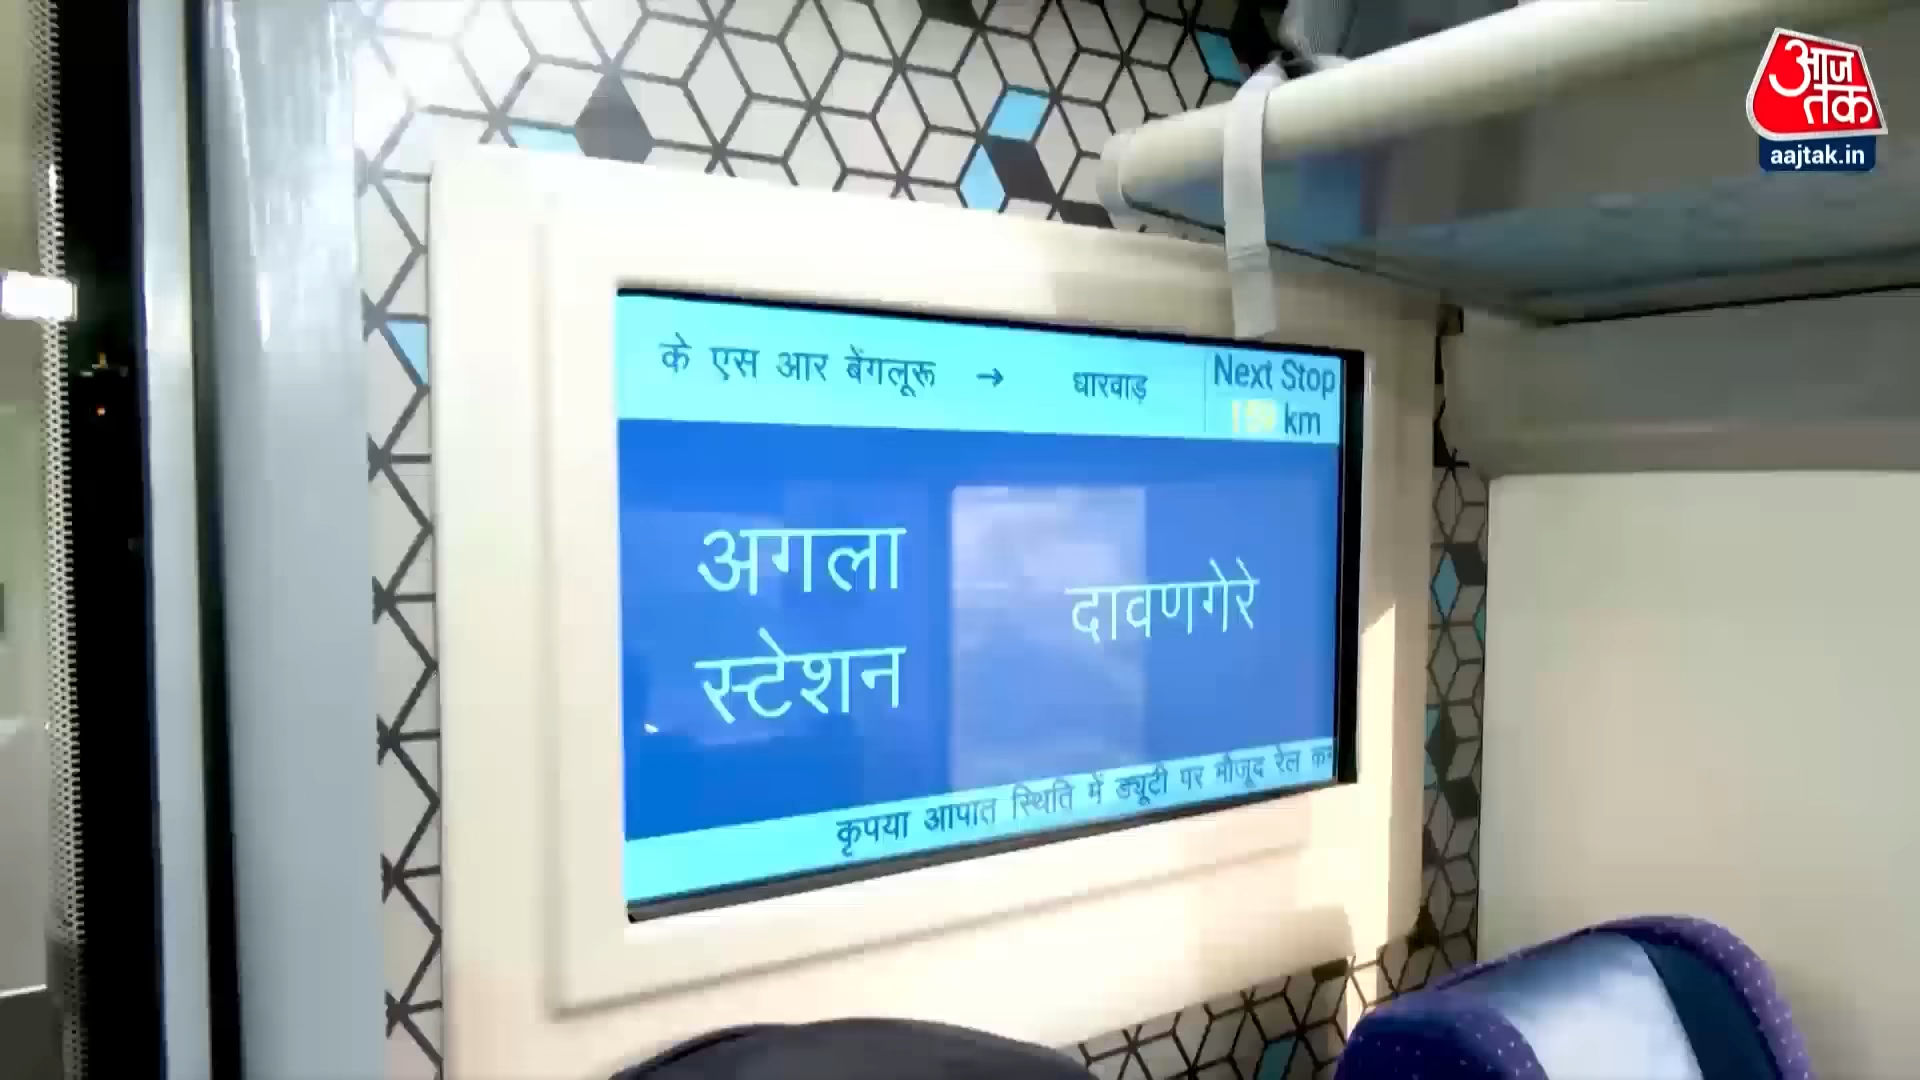 आज
तक
aajtak.in
के एस आर बेंगलूरू → धारवाड़
Next Stop
km
अगला
स्टेशन
दावणगेरे
कृपया आपात स्थिति में ड्यूटी पर मौजूद रेल